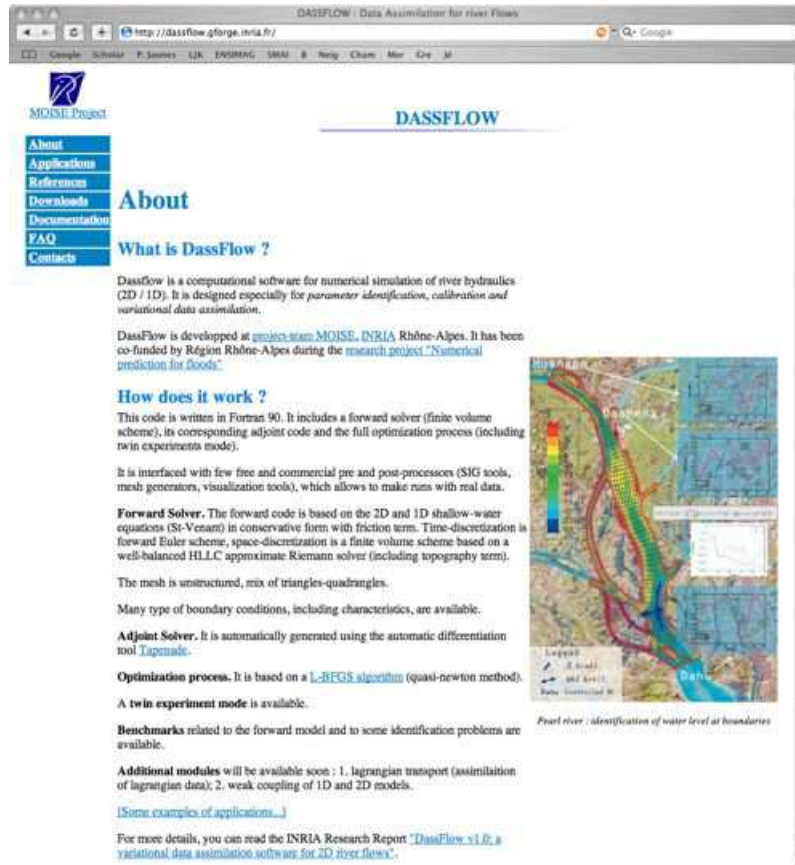 DASSFLOW : Data Assimilation for river Flows
http://dassflow.gforge.inria.fr/
Google
Google Scholar P. Jaunes LJK ENSIMAG SMAI B Neig Cham Mer Gre
MOISE Project
DASSFLOW
About
Applications
References
Downloads
Documentation
FAQ
Contacts
About
What is DassFlow ?
Dassflow is a computational software for numerical simulation of river hydraulics
(2D / 1D). It is designed especially for parameter identification, calibration and
variational data assimilation.
DassFlow is developped at project-team MOISE, INRIA Rhône-Alpes. It has been
co-funded by Région Rhône-Alpes during the research project "Numerical
prediction for floods"
How does it work ?
This code is written in Fortran 90. It includes a forward solver (finite volume
scheme), its corresponding adjoint code and the full optimization process (including
twin experiments mode).
It is interfaced with few free and commercial pre and post-processors (SIG tools,
mesh generators, visualization tools), which allows to make runs with real data.
Forward Solver. The forward code is based on the 2D and 1D shallow-water
equations (St-Venant) in conservative form with friction term. Time-discretization is
forward Euler scheme, space-discretization is a finite volume scheme based on a
well-balanced HLLC approximate Riemann solver (including topography term).
The mesh is unstructured, mix of triangles-quadrangles.
Many type of boundary conditions, including characteristics, are available.
Adjoint Solver. It is automatically generated using the automatic differentiation
tool Tapenade.
Optimization process. It is based on a L-BFGS algorithm (quasi-newton method).
A twin experiment mode is available.
Benchmarks related to the forward model and to some identification problems are
available.
Additional modules will be available soon : 1. lagrangian transport (assimilaition
of lagrangian data); 2. weak coupling of 1D and 2D models.
[Some examples of applications...]
For more details, you can read the INRIA Research Report "DassFlow v1.0: a
variational data assimilation software for 2D river flows".
Legend
Pearl river : identification of water level at boundaries